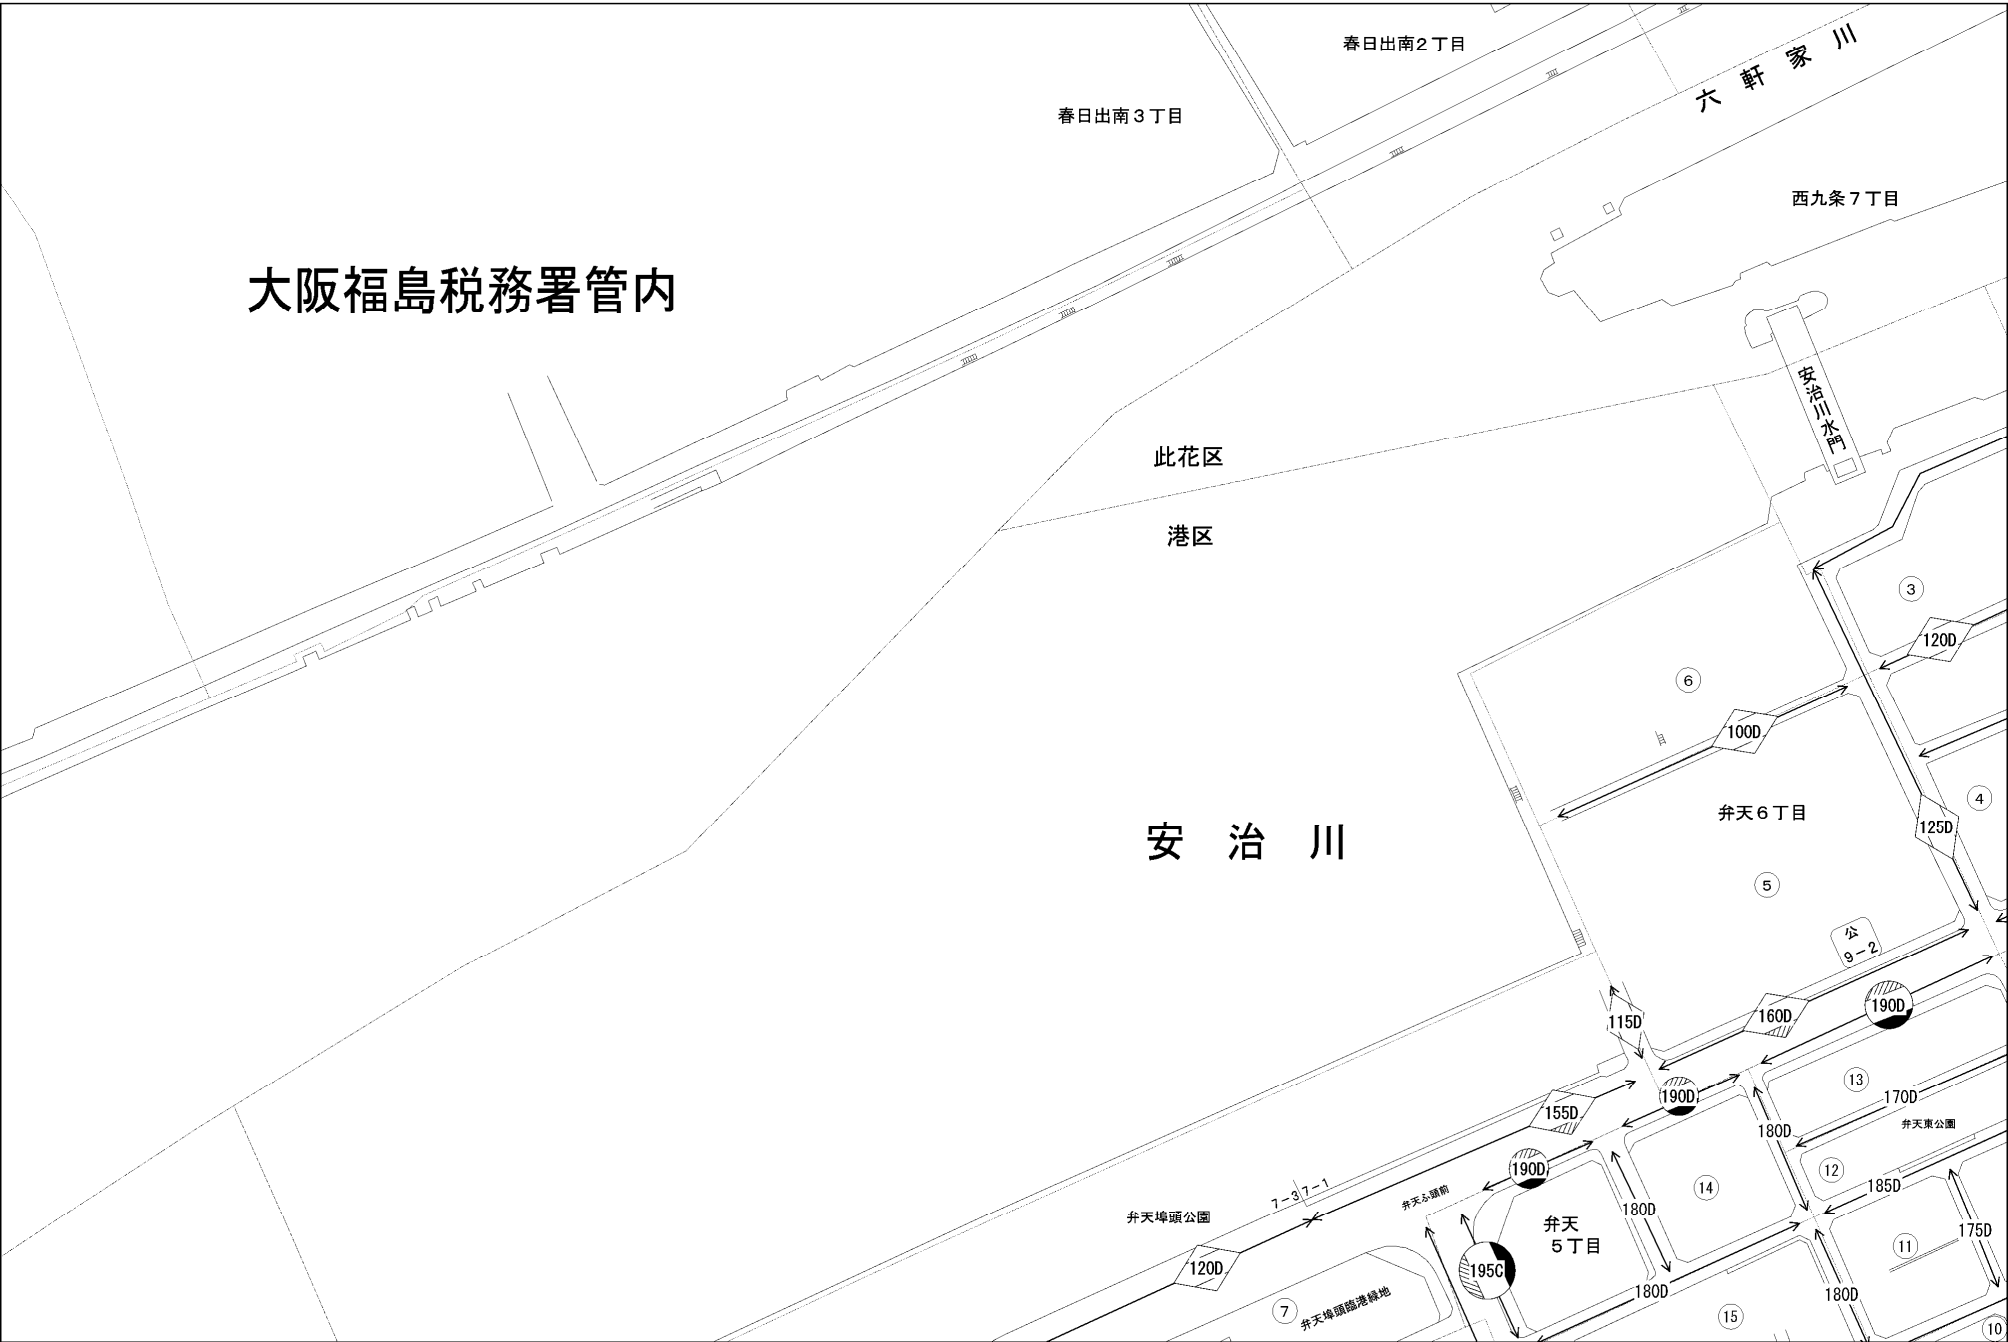 春日出南２丁目
六軒家川
春日出南３丁目
西九条７丁目
大阪福島税務署管内
安治川水門
此花区
港区
3
120D
6
100D
4
弁天６丁目
125D
安治川
5
公
9-2
190D
160D
115D
13
190D
170D
155D
弁天東公園
180D
12
190D
185D
14
7-3
7-1
弁天ふ頭前
弁天埠頭公園
180D
弁天
５丁目
175D
11
120D
195C
180D
180D
7
弁天埠頭臨港緑地
15
10